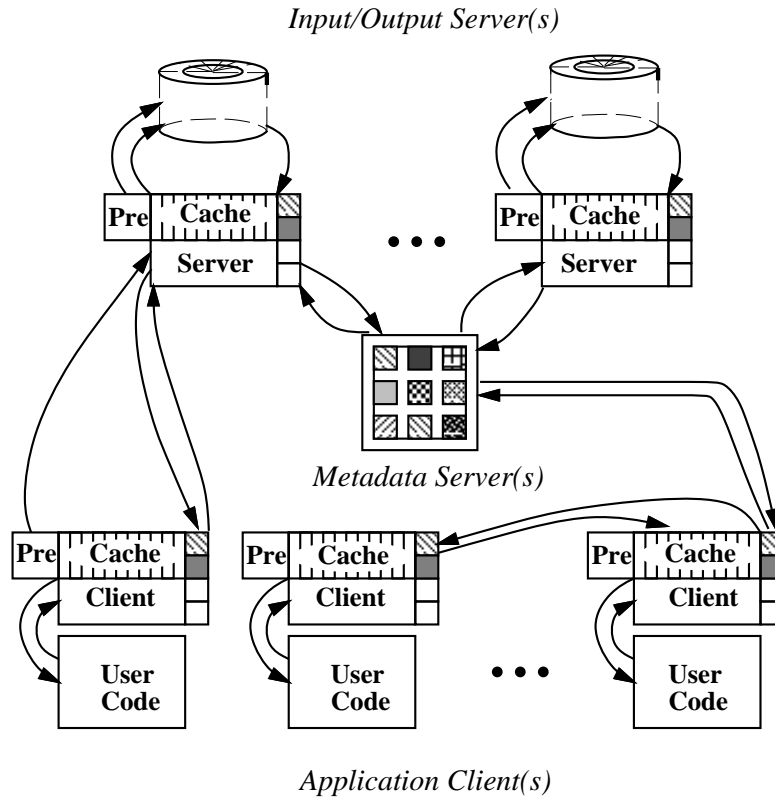 Input/Output Server(s)
Pre Cache
Server
Pre Cache
Server
Metadata Server(s)
Pre Cache
Client
User
Code
Pre Cache
Client
User
Code
Pre Cache
Client
User
Code
Application Client(s)